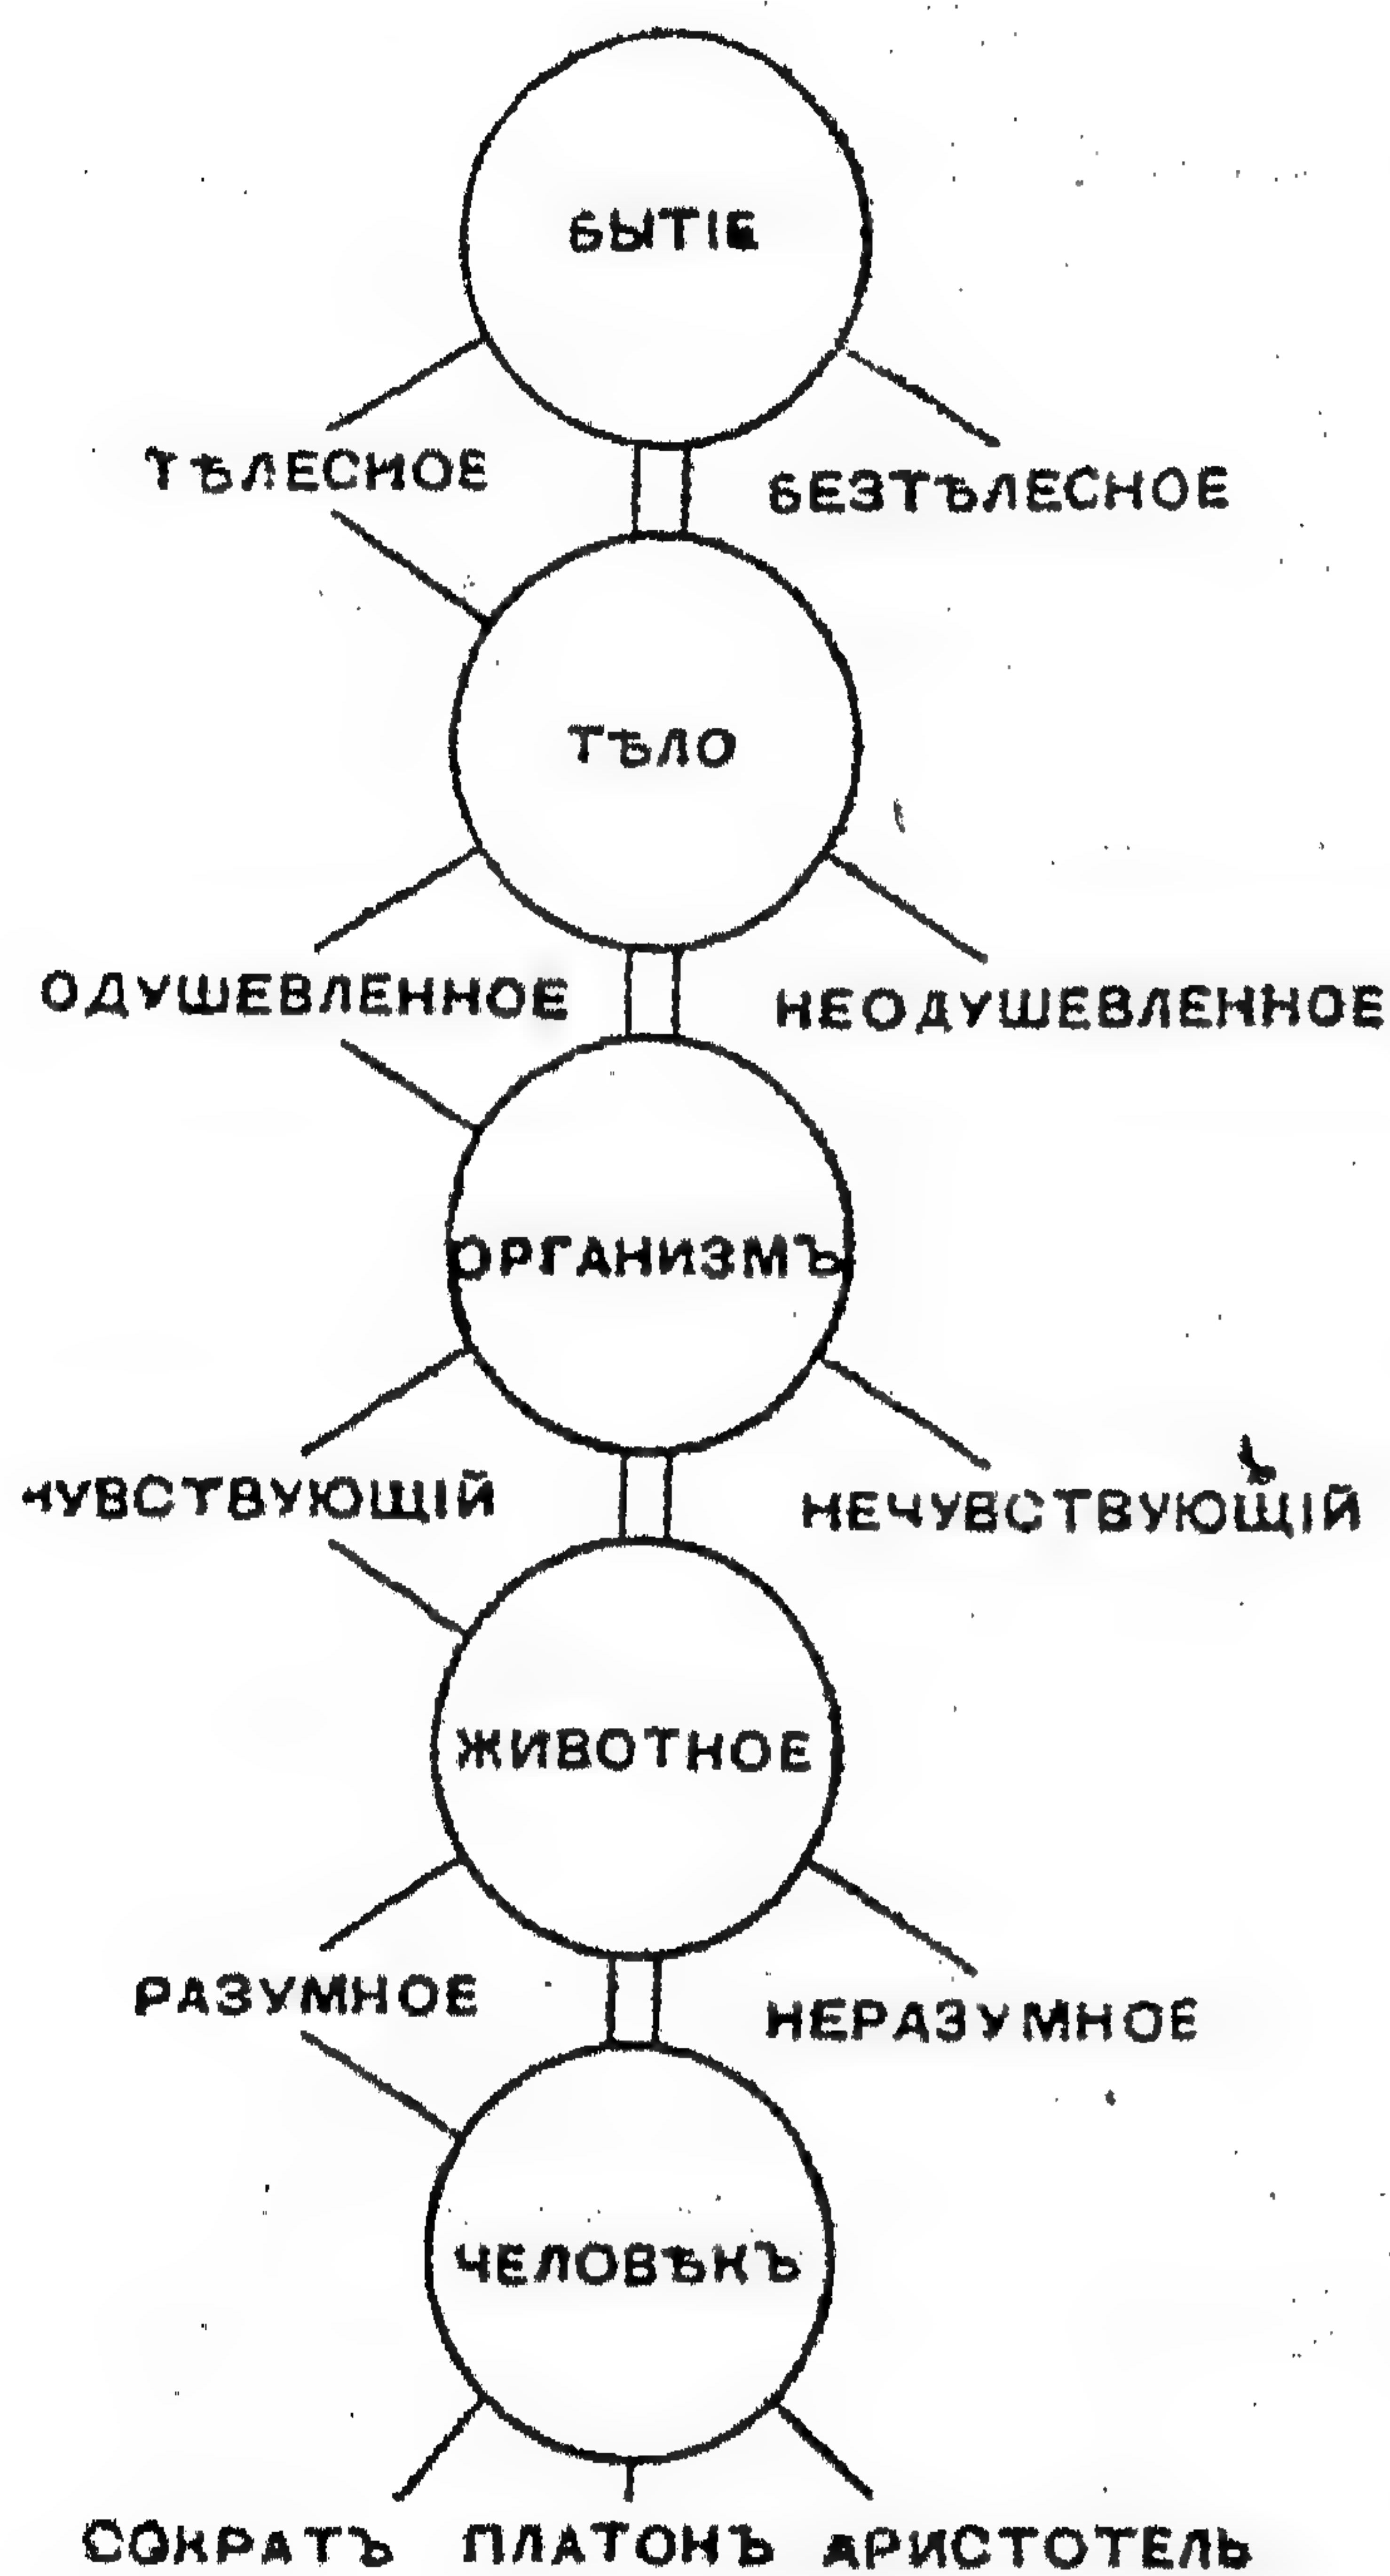 БЫТІЕ
ТѢЛЕСНОЕ
БЕЗТѢЛЕСНОЕ
ТѢЛО
ОДУШЕВЛЕННОЕ
НЕОДУШЕВЛЕННОЕ
ОРГАНИЗМЪ
ЧУВСТВУЮЩІЙ
НЕЧУВСТВУЮЩІЙ
ЖИВОТНОЕ
РАЗУМНОЕ
НЕРАЗУМНОЕ
ЧЕЛОВѢКЪ
СОКРАТЪ ПЛАТОНЪ АРИСТОТЕЛЬ